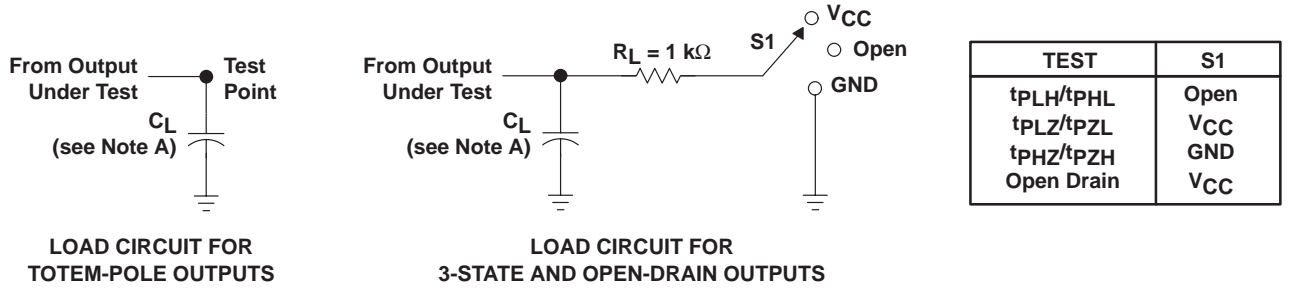 From Output
Under Test
Test
Point
CL
(see Note A)
LOAD CIRCUIT FOR
TOTEM-POLE OUTPUTS
From Output
Under Test
RL = 1 kΩ
S1
VCC
Open
GND
CL
(see Note A)
LOAD CIRCUIT FOR
3-STATE AND OPEN-DRAIN OUTPUTS
TEST S1
tPLH/tPHL Open
tPLZ/tPZL VCC
tPHZ/tPZH GND
Open Drain VCC